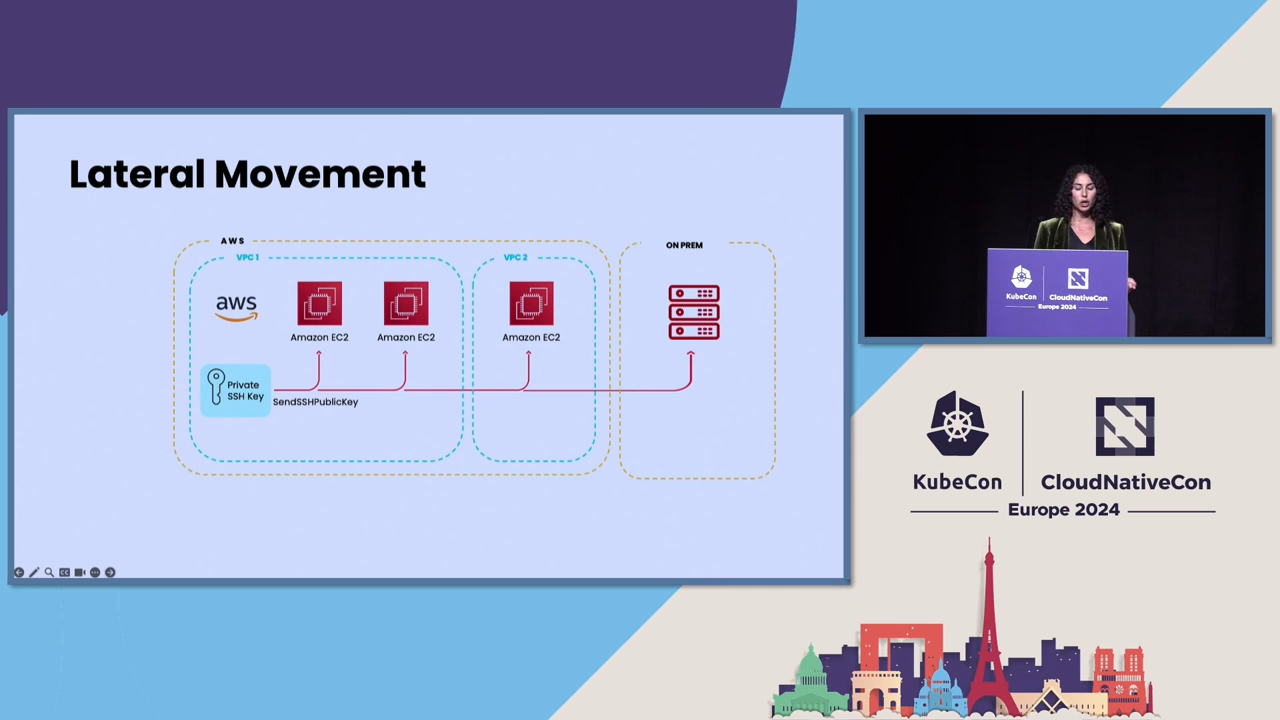 Lateral Movement
AWS
VPC 1
VPC 2
ON PREM
aws
Amazon EC2
Amazon EC2
Amazon EC2
Private
SSH Key
SendSSHPublicKey
KubeCon
CloudNativeCon
Europe 2024
KubeCon
CloudNativeCon
Europe 2024